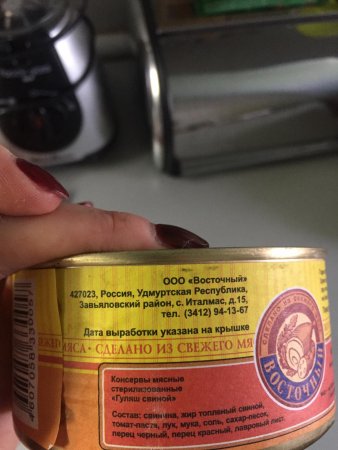 ООО «Восточный»
427023, Россия, Удмуртская Республика,
Завьяловский район, с. Италмас, д.15,
тел. (3412) 94-13-67
Дата выработки указана на крышке
МЯСА • СДЕЛАНО ИЗ СВЕЖЕГО МЯ
ВОСТОЧНЫЙ
Консервы мясные
стерилизованные
«Гуляш свиной»
Состав: свинина, жир топленый свиной,
томат-паста, лук, мука, соль, сахар-песок,
перец черный, перец красный, лавровый лист.